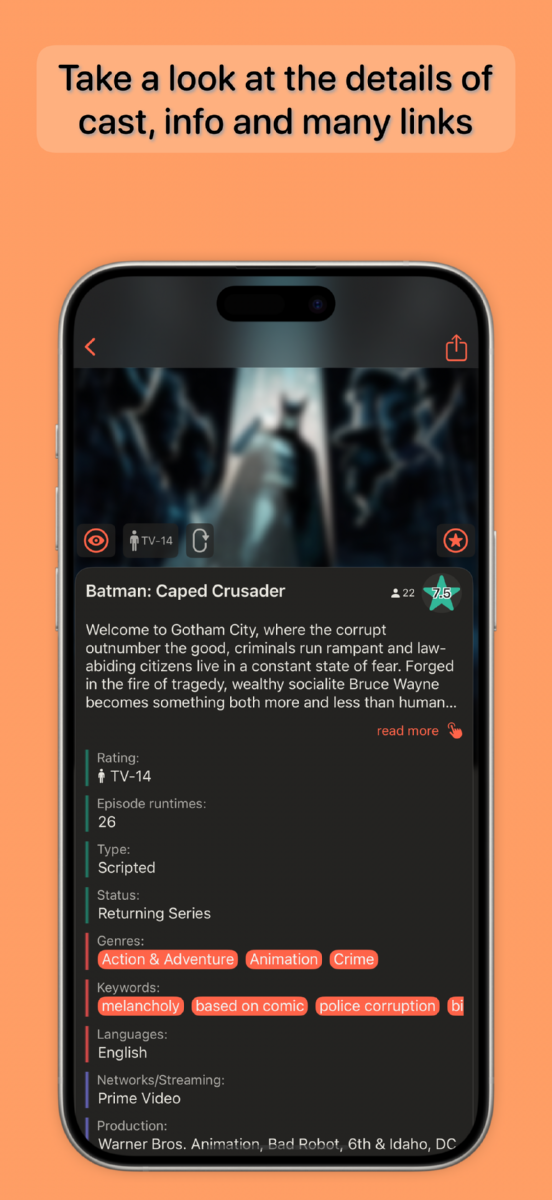 Take a look at the details of
cast, info and many links
TV-14
Batman: Caped Crusader
22
7.5
Welcome to Gotham City, where the corrupt
outnumber the good, criminals run rampant and law-
abiding citizens live in a constant state of fear. Forged
in the fire of tragedy, wealthy socialite Bruce Wayne
becomes something both more and less than human...
read more
Rating:
TV-14
Episode runtimes:
26
Type:
Scripted
Status:
Returning Series
Genres:
Action & Adventure Animation Crime
Keywords:
melancholy based on comic police corruption bi
Languages:
English
Networks/Streaming:
Prime Video
Production:
Warner Bros. Animation, Bad Robot, 6th & Idaho, DC